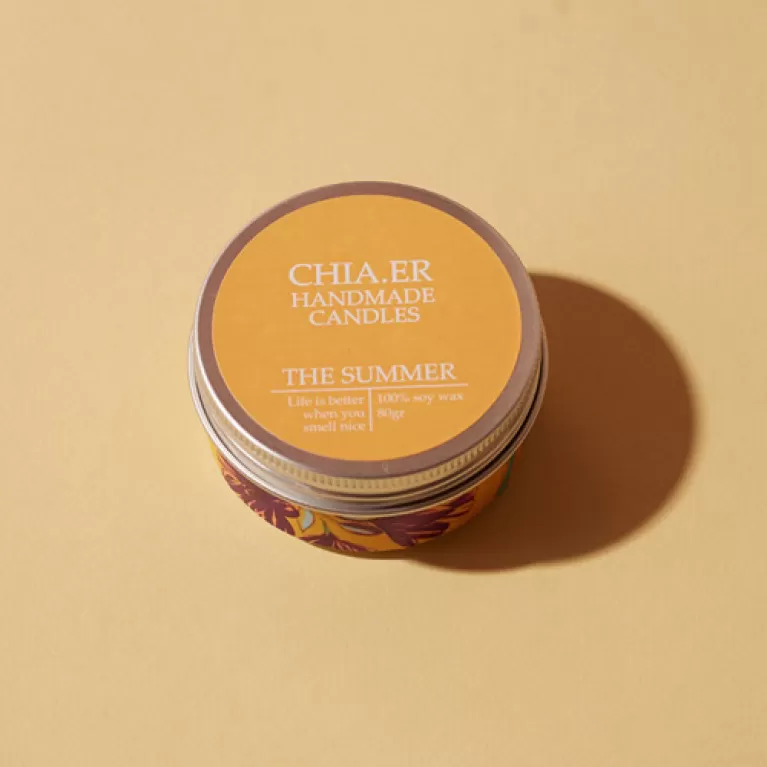 CHIA.ER
HANDMADE
CANDLES
THE SUMMER
Life is better
when you
smell nice
100% soy wax
80gr